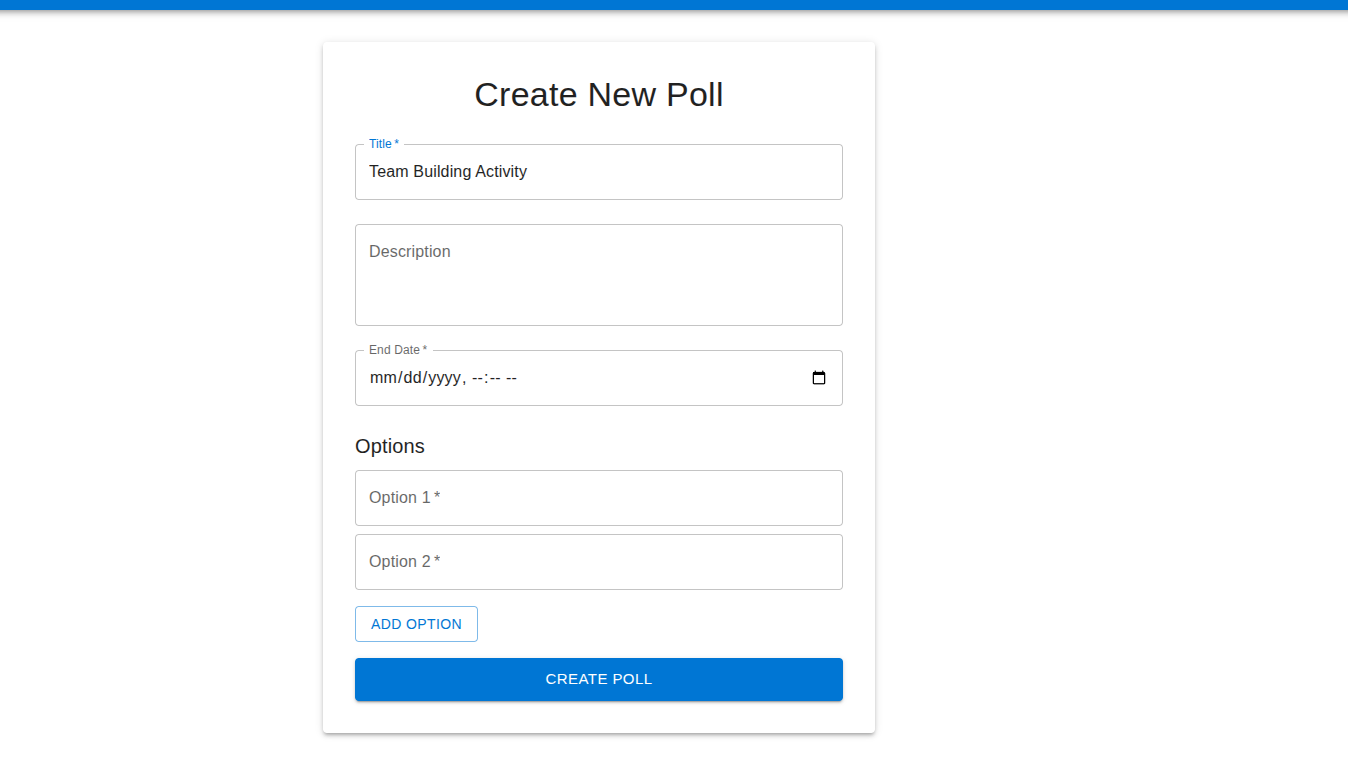 Create New Poll
Title *
Team Building Activity
Description
End Date *
mm/dd/yyyy, --:-- --
Options
Option 1 *
Option 2 *
ADD OPTION
CREATE POLL